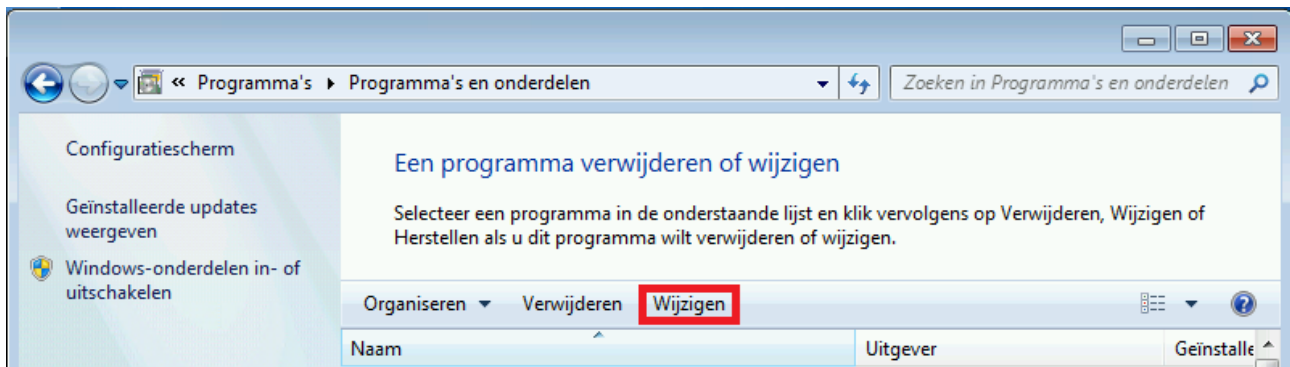 « Programma's ▸ Programma's en onderdelen
Zoeken in Programma's en onderdelen
Configuratiescherm
Geïnstalleerde updates
weergeven
Windows-onderdelen in- of
uitschakelen
Een programma verwijderen of wijzigen
Selecteer een programma in de onderstaande lijst en klik vervolgens op Verwijderen, Wijzigen of
Herstellen als u dit programma wilt verwijderen of wijzigen.
Organiseren Verwijderen Wijzigen
Naam Uitgever Geïnstalle